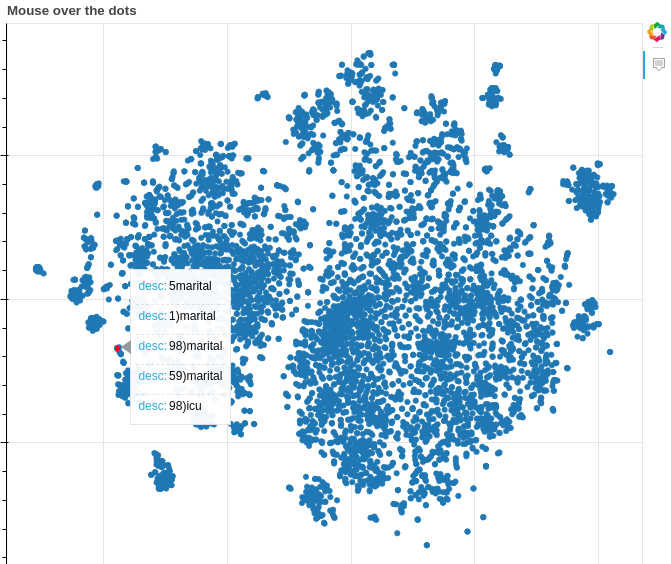 Mouse over the dots
desc: 5marital
desc: 1)marital
desc: 98)marital
desc: 59)marital
desc: 98)icu